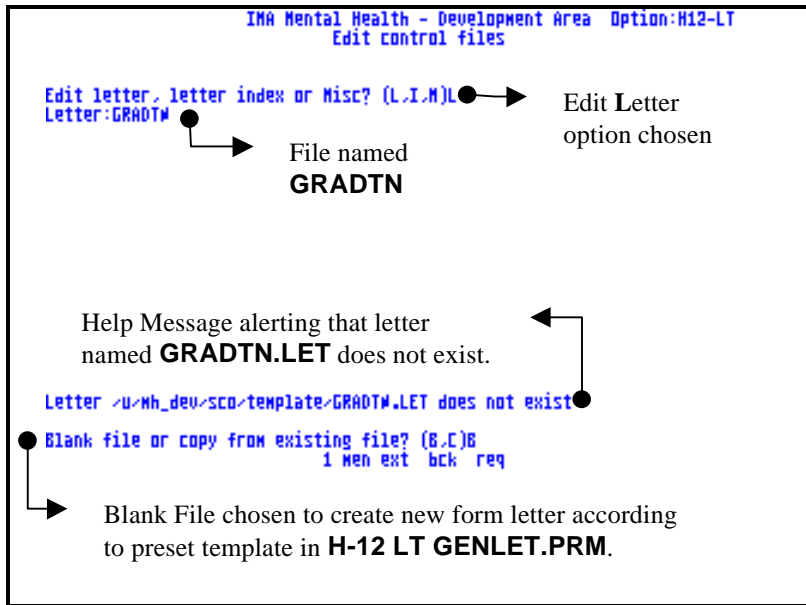 IMA Mental Health - Development Area Option:H12-LT
Edit control files
Edit letter, letter index or Misc? (L,I,M)L
Letter:GRADTN
Edit Letter
option chosen
File named
GRADTN
Help Message alerting that letter
named GRADTN.LET does not exist.
Letter /u/mh_dev/sco/template/GRADTN.LET does not exist
Blank file or copy from existing file? (B,C)B
1 men ext bck req
Blank File chosen to create new form letter according
to preset template in H-12 LT GENLET.PRM.